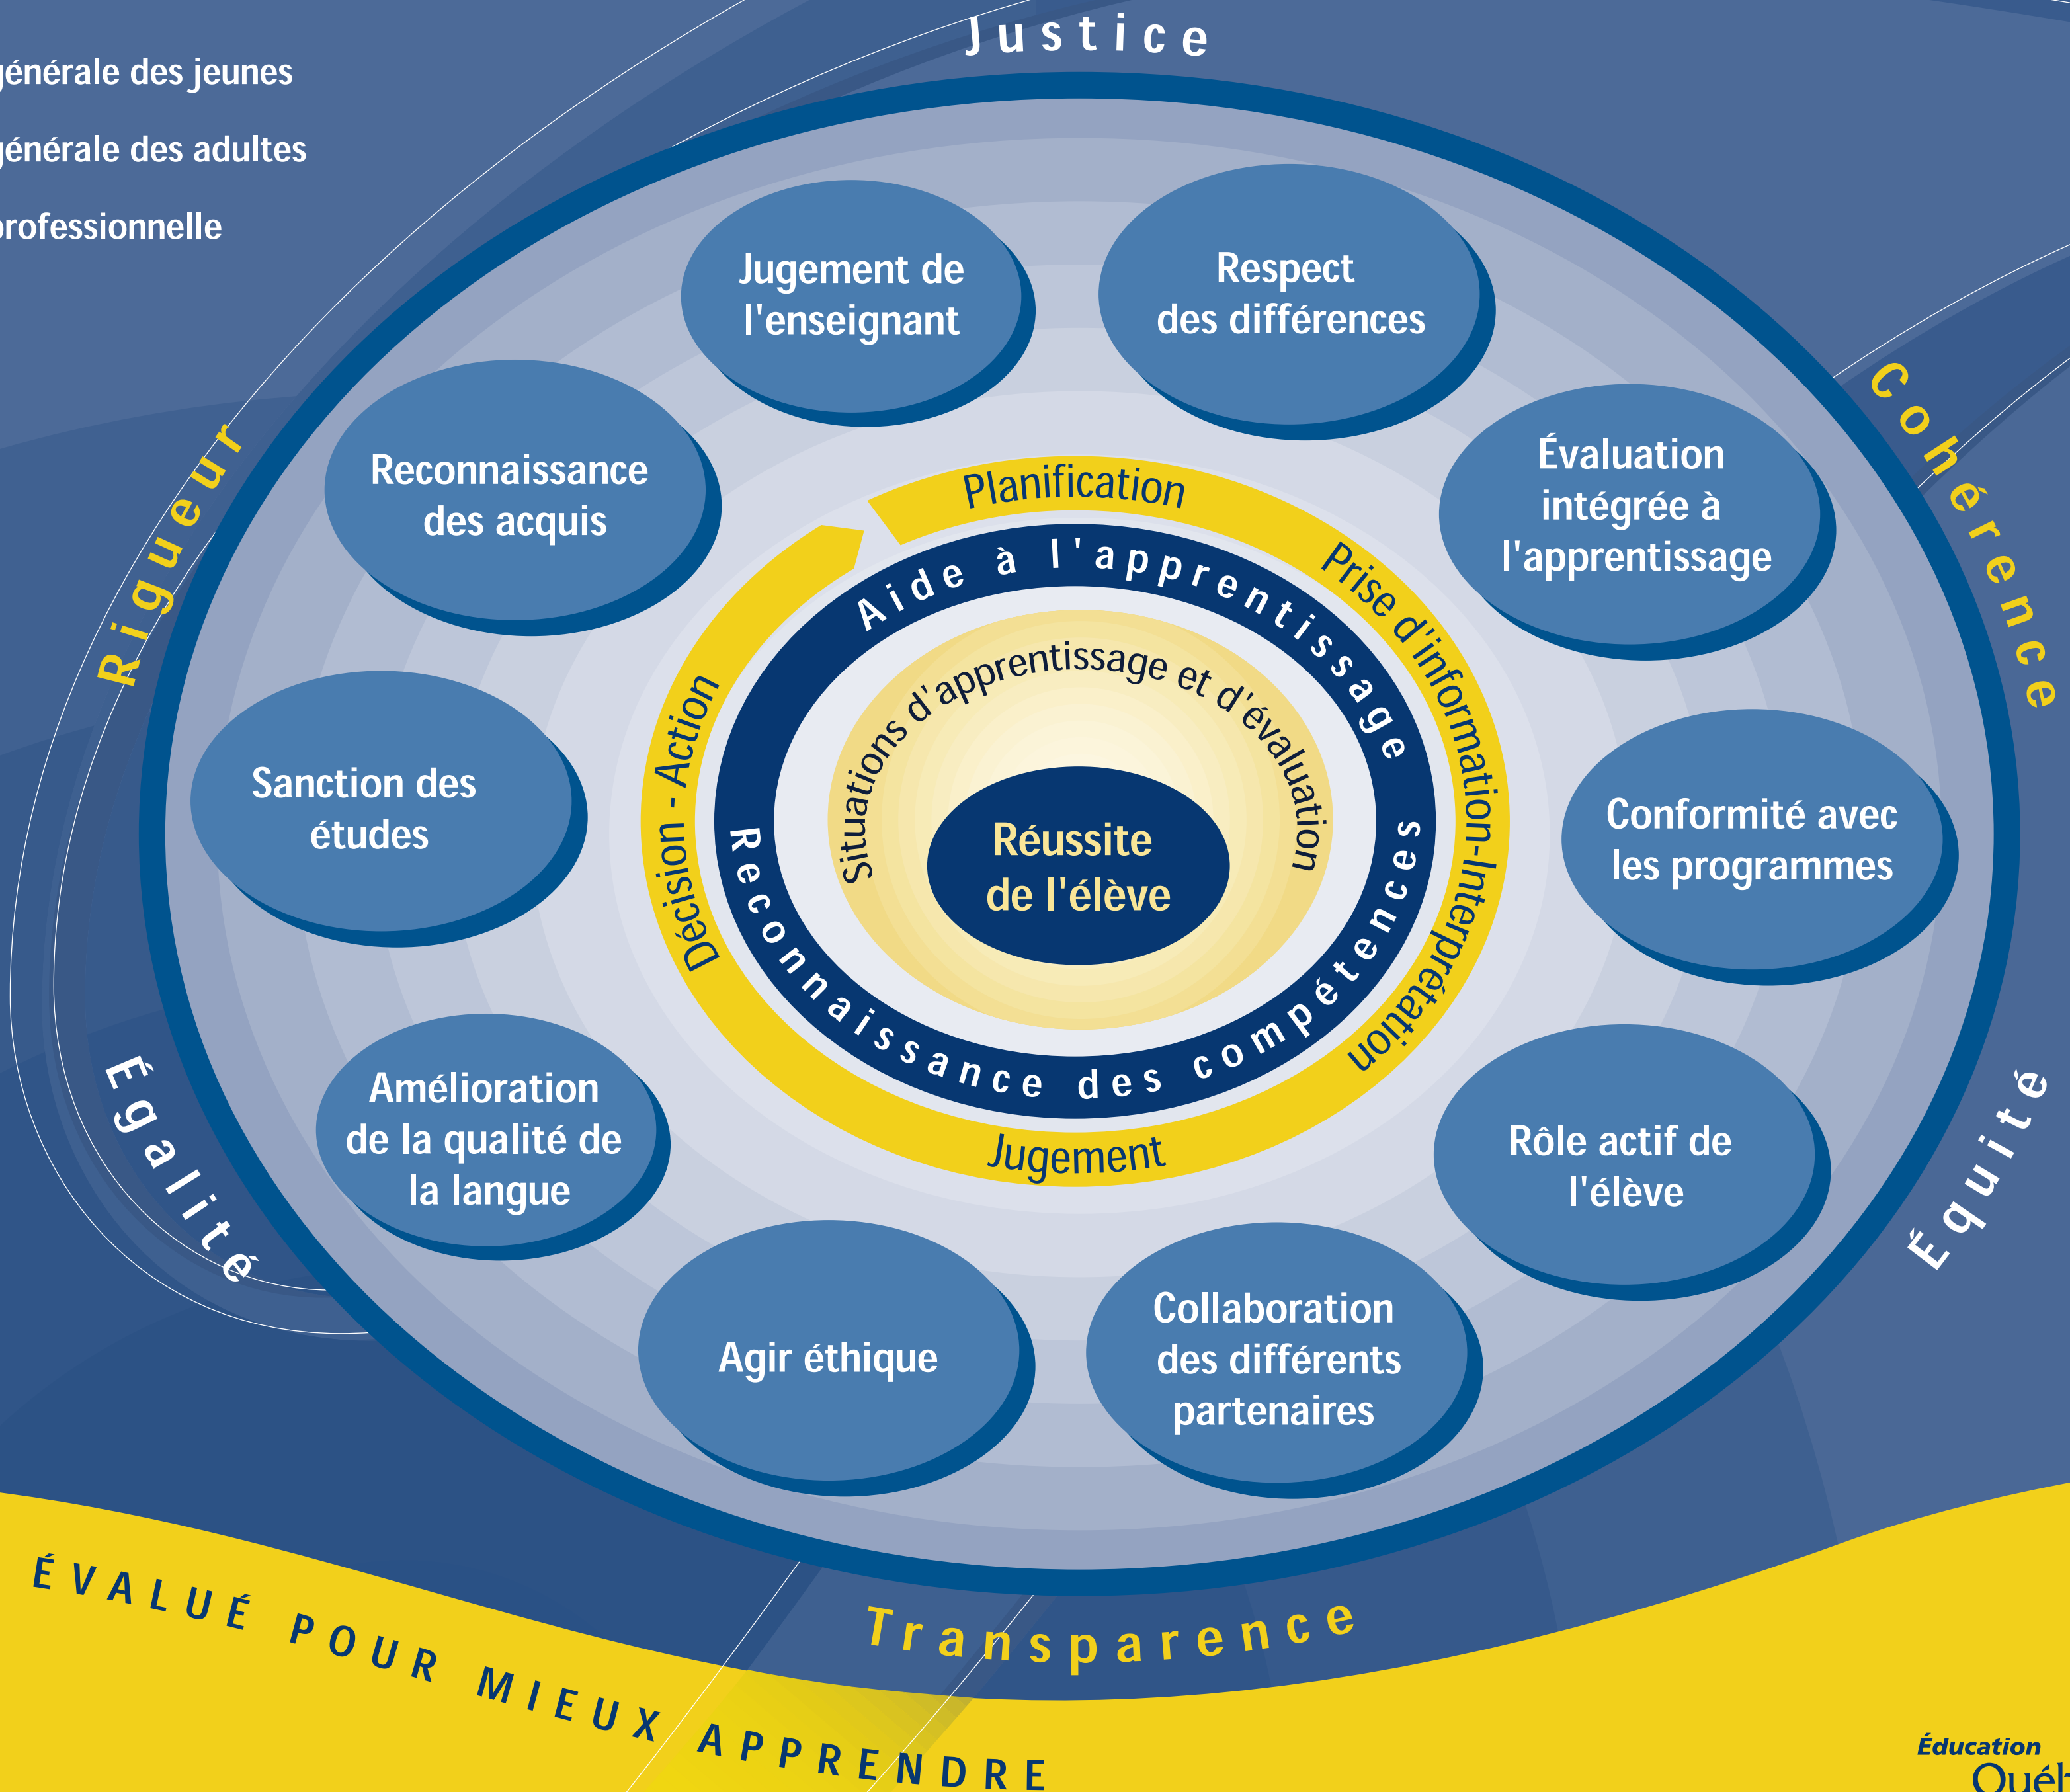 Justice
générale des jeunes
générale des adultes
professionnelle
Rigueur
Cohérence
Égalité
Équité
Transparence
Jugement de
l'enseignant
Respect
des différences
Reconnaissance
des acquis
Évaluation
intégrée à
l'apprentissage
Sanction des
études
Conformité avec
les programmes
Amélioration
de la qualité de
la langue
Rôle actif de
l'élève
Agir éthique
Collaboration
des différents
partenaires
Planification
Prise d'information-Interprétation
Jugement
Décision - Action
Aide à l'apprentissage
Reconnaissance des compétences
Situations d'apprentissage et d'évaluation
Réussite
de l'élève
ÉVALUÉ POUR MIEUX APPRENDRE
Éducation